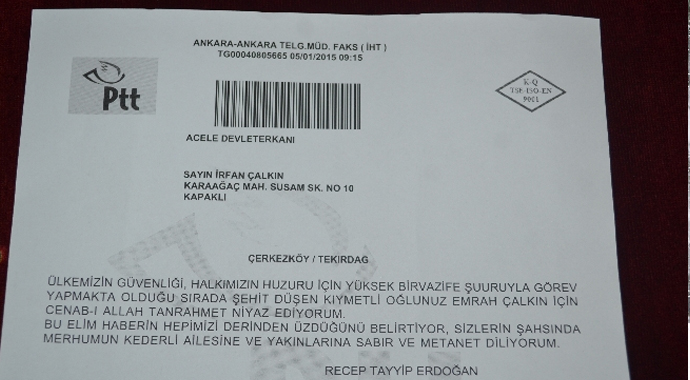 ANKARA-ANKARA TELG.MÜD. FAKS ( İHT )
TG00040805665 05/01/2015 09:15
Ptt
K-Q
TSE-ISO-EN
9001
ACELE DEVLETERKANI
SAYIN İRFAN ÇALKIN
KARAAĞAÇ MAH. SUSAM SK. NO 10
KAPAKLI
ÇERKEZKÖY / TEKIRDAG
ÜLKEMİZİN GÜVENLİĞİ, HALKIMIZIN HUZURU İÇİN YÜKSEK BİRVAZİFE ŞUURUYLA GÖREV
YAPMAKTA OLDUĞU SIRADA ŞEHİT DÜŞEN KIYMETLİ OĞLUNUZ EMRAH ÇALKIN İÇİN
CENAB-I ALLAH TANRAHMET NİYAZ EDİYORUM.
BU ELİM HABERİN HEPİMİZİ DERİNDEN ÜZDÜĞÜNÜ BELİRTİYOR, SİZLERİN ŞAHSINDA
MERHUMUN KEDERLİ AİLESİNE VE YAKINLARINA SABIR VE METANET DİLİYORUM.
RECEP TAYYİP ERDOĞAN